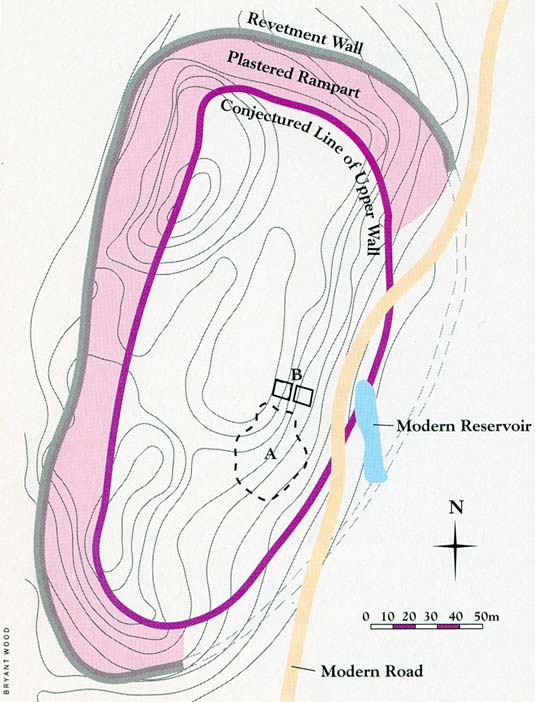 Revetment Wall
Plastered Rampart
Conjectured Line of Upper Wall
B
A
Modern Reservoir
N
0 10 20 30 40 50m
Modern Road
BRYANT WOOD